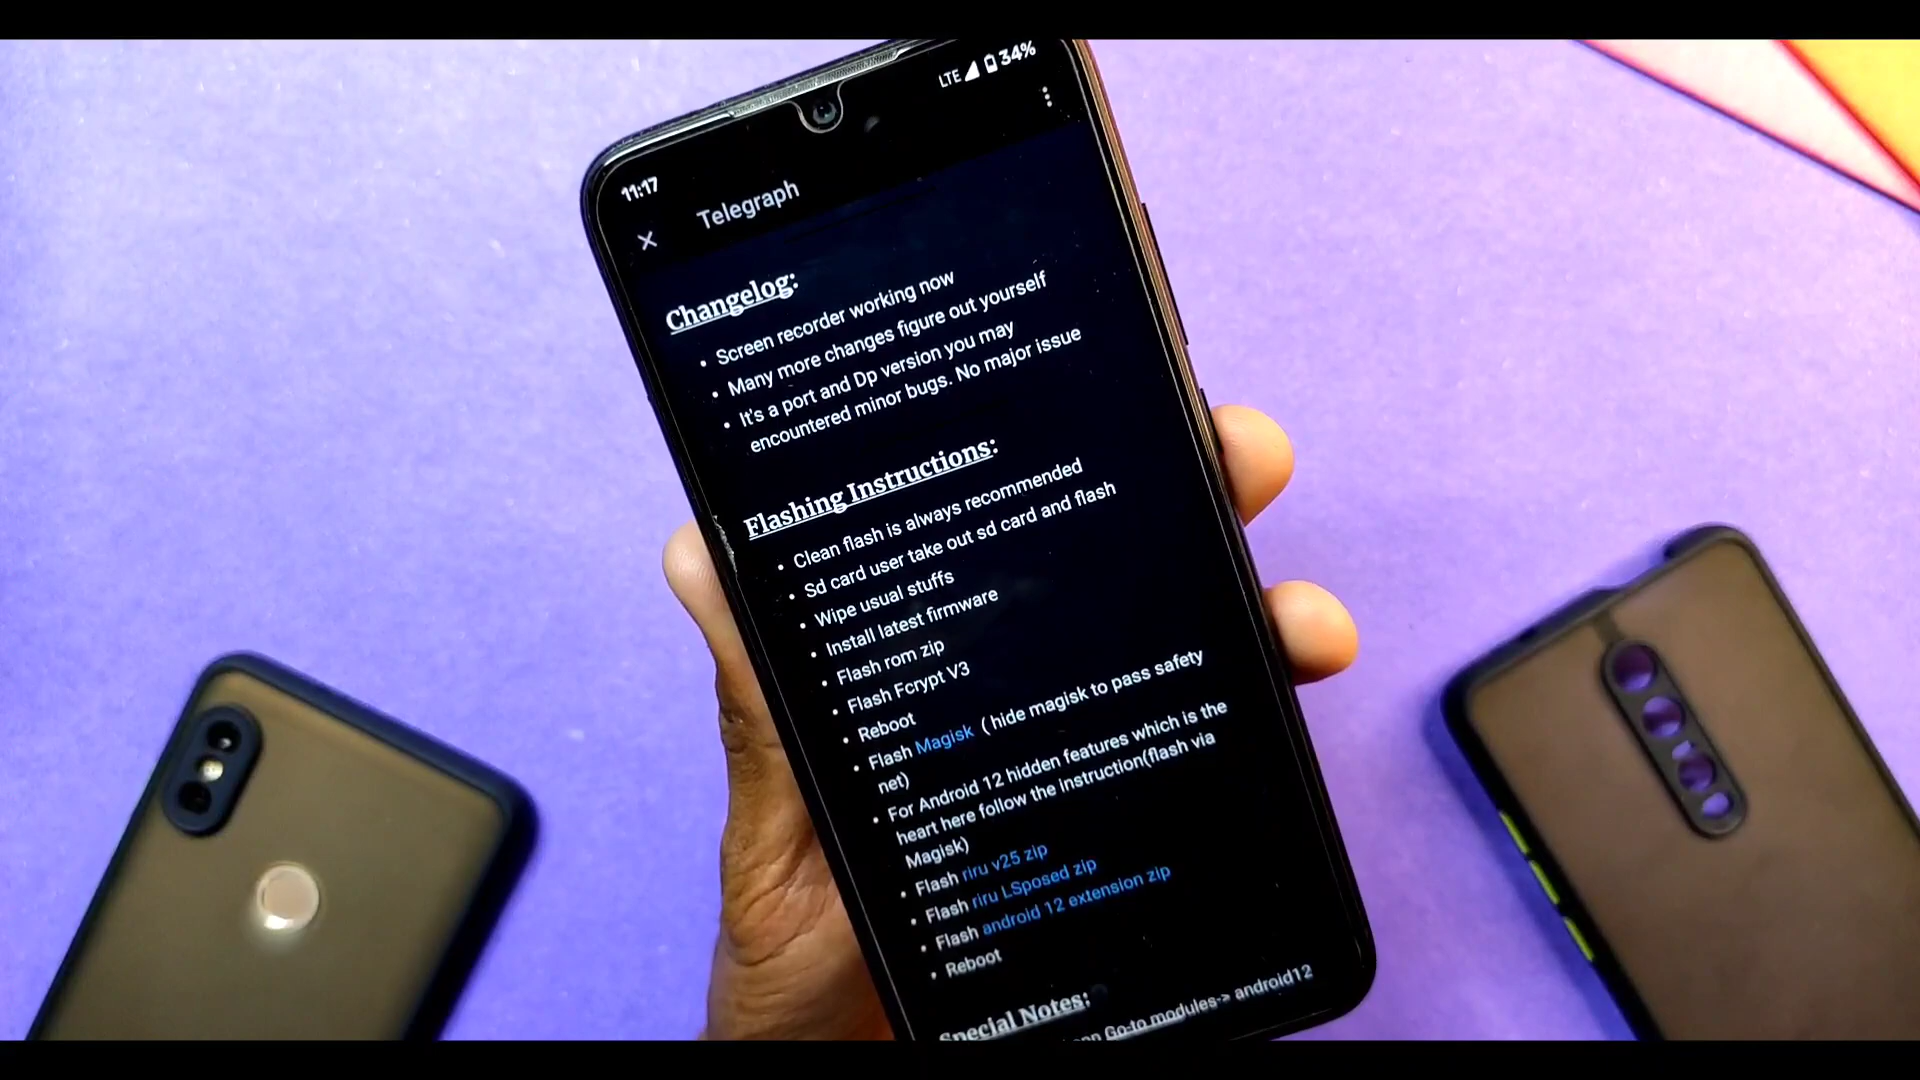 LTE 34%
11:17
Telegraph
Changelog:
Screen recorder working now
Many more changes figure out yourself
It's a port and Dp version you may
encountered minor bugs. No major issue
Flashing Instructions:
Clean flash is always recommended
Sd card user take out sd card and flash
Wipe usual stuffs
Install latest firmware
Flash rom zip
Flash Fcrypt V3
Reboot
Flash Magisk ( hide magisk to pass safety
net)
For Android 12 hidden features which is the
heart here follow the instruction(flash via
Magisk)
Flash riru v25 zip
Flash riru LSposed zip
Flash android 12 extension zip
Reboot
Special Notes:
Go-to modules-> android12